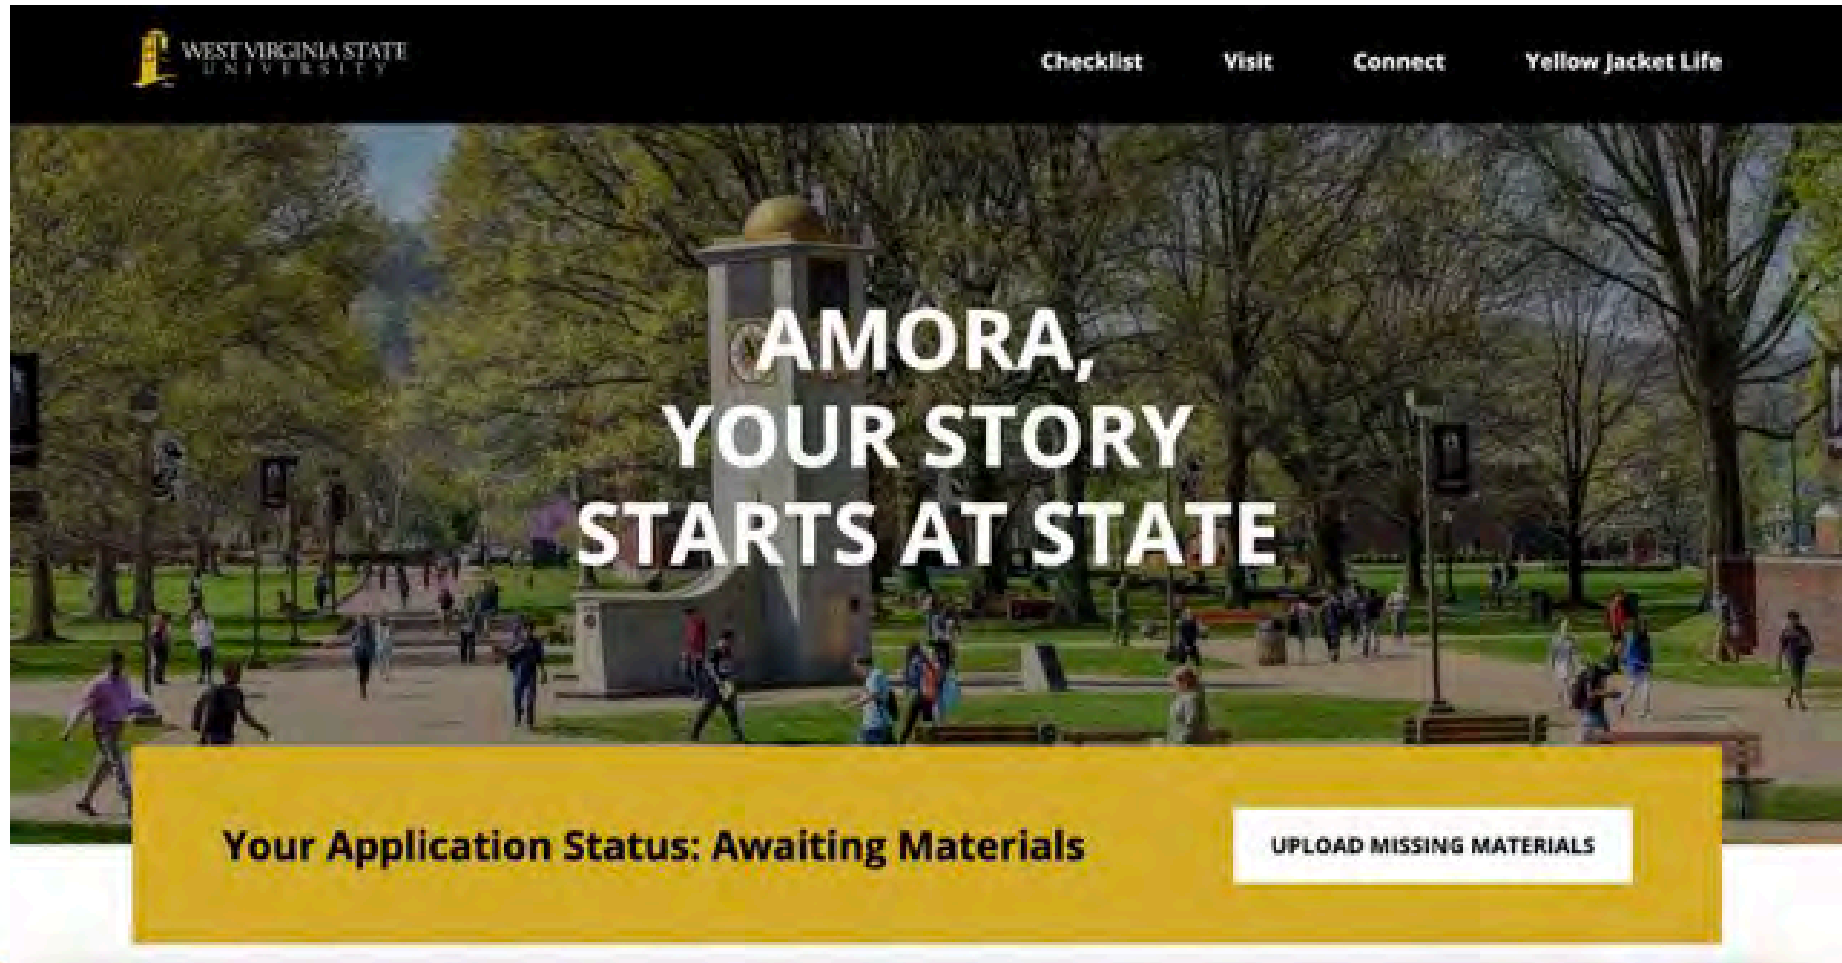 WEST VIRGINIA STATE
UNIVERSITY
Checklist Visit Connect Yellow Jacket Life
AMORA,
YOUR STORY
STARTS AT STATE
Your Application Status: Awaiting Materials
UPLOAD MISSING MATERIALS